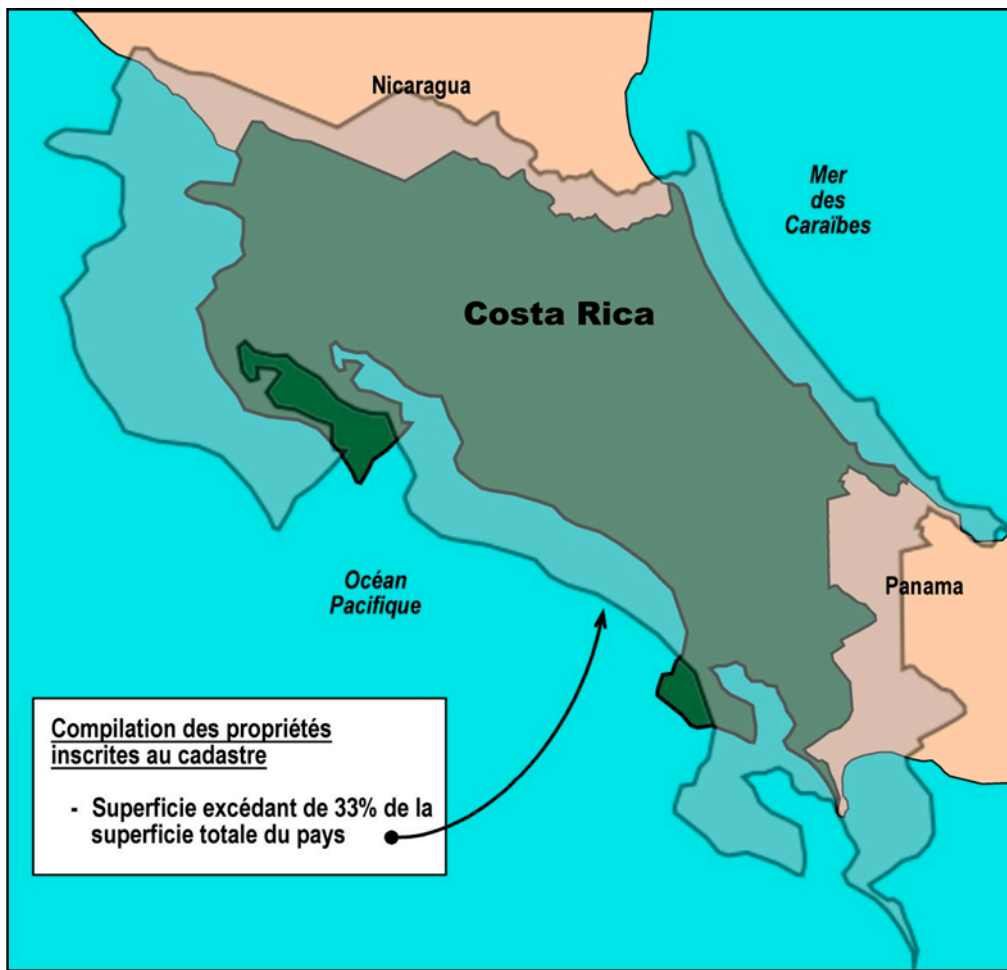 Nicaragua
Mer
des
Caraïbes
Costa Rica
Océan
Pacifique
Panama
Compilation des propriétés
inscrites au cadastre
- Superficie excédant de 33% de la
superficie totale du pays